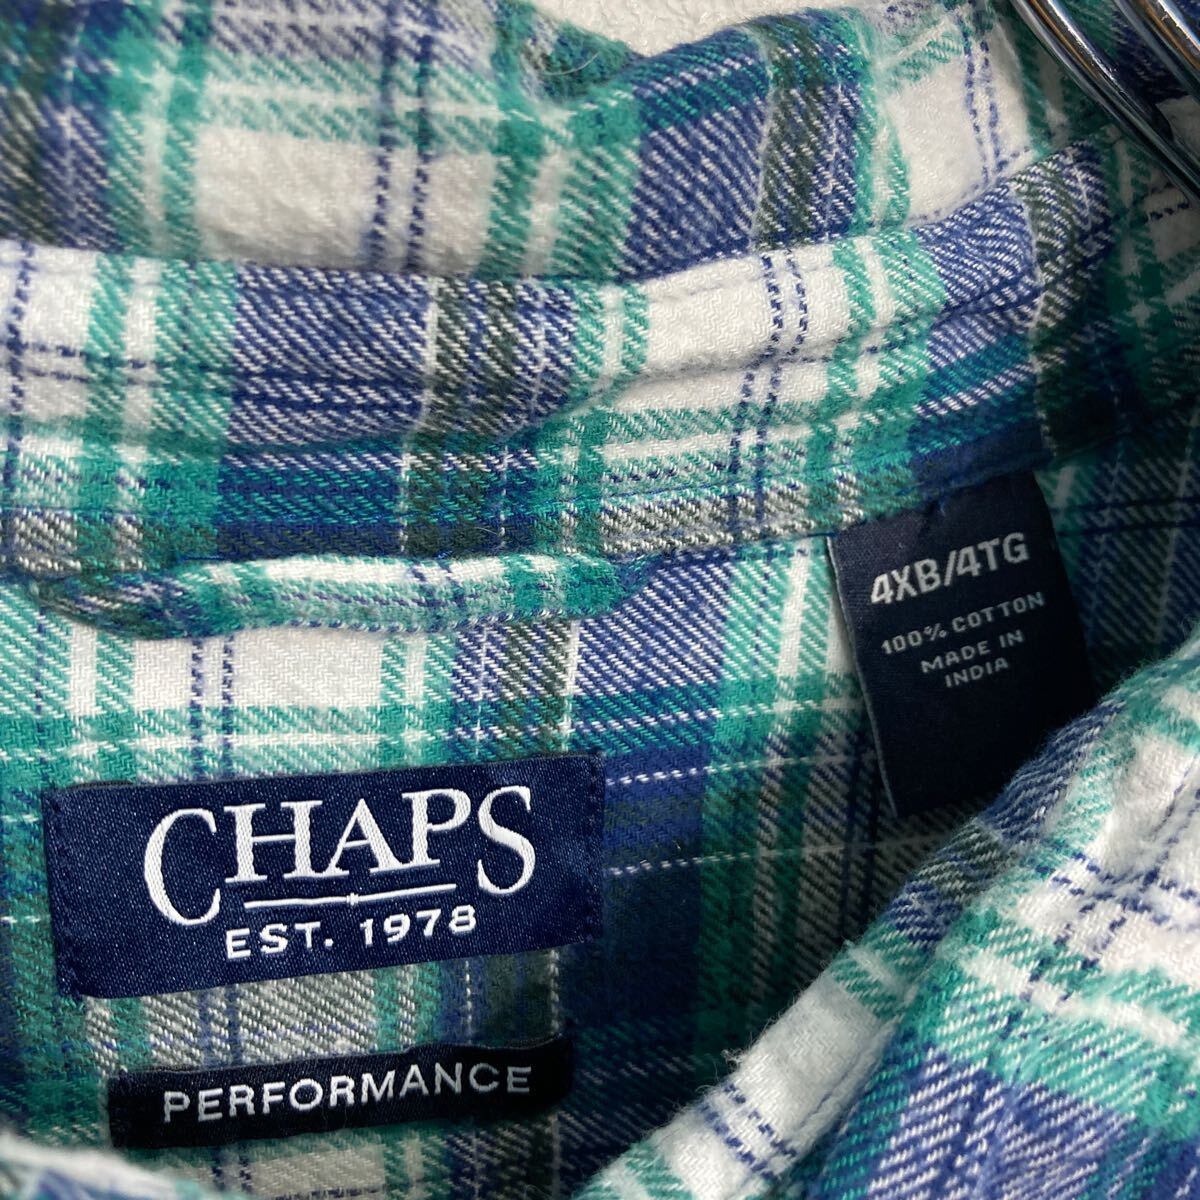 4XB/4TG
100% COTTON
MADE IN
INDIA
CHAPS
EST. 1978
PERFORMANCE